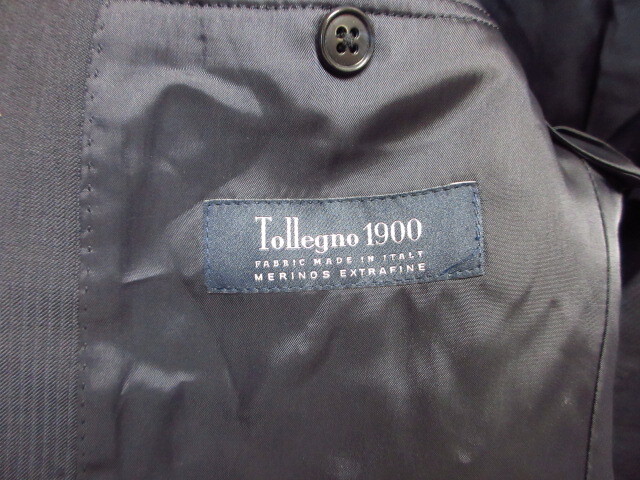 Tollegno 1900
FABRIC MADE IN ITALY
MERINOS EXTRAFINE